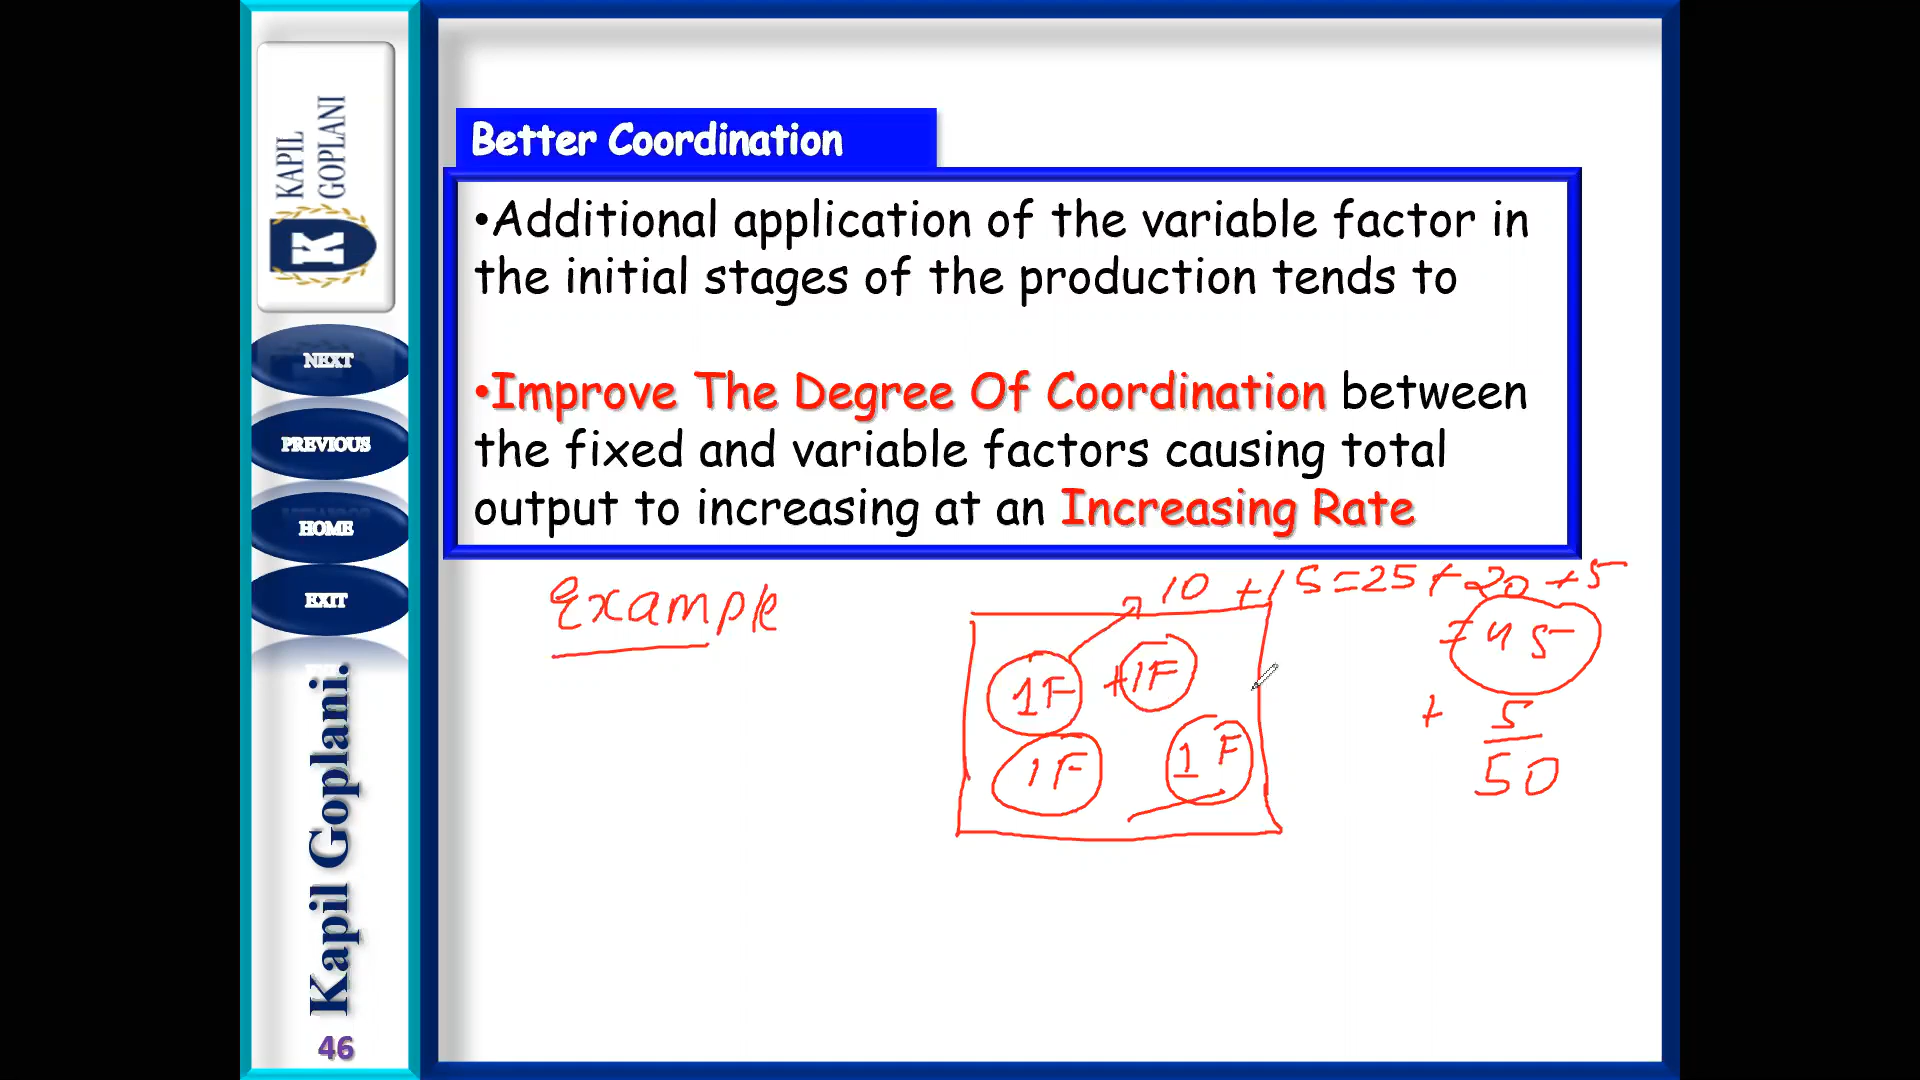 KAPIL
GOPLANI
K
NEXT
PREVIOUS
HOME
EXIT
Kapil Goplani.
46
Better Coordination
•Additional application of the variable factor in
the initial stages of the production tends to
•Improve The Degree Of Coordination between
the fixed and variable factors causing total
output to increasing at an Increasing Rate
Example
10 +15=25+20+5
=45
+ 5
50
1F +1F
1F 1F